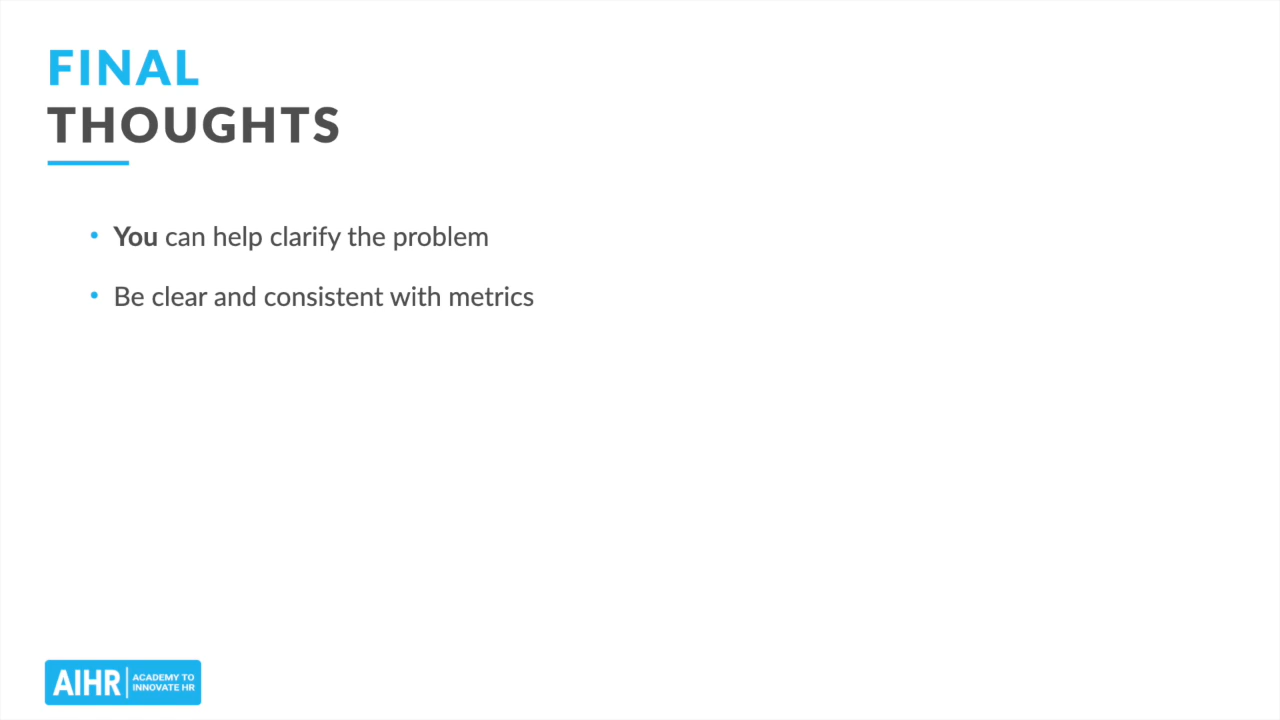 FINAL
THOUGHTS
• You can help clarify the problem
• Be clear and consistent with metrics
AIHR | ACADEMY TO
INNOVATE HR